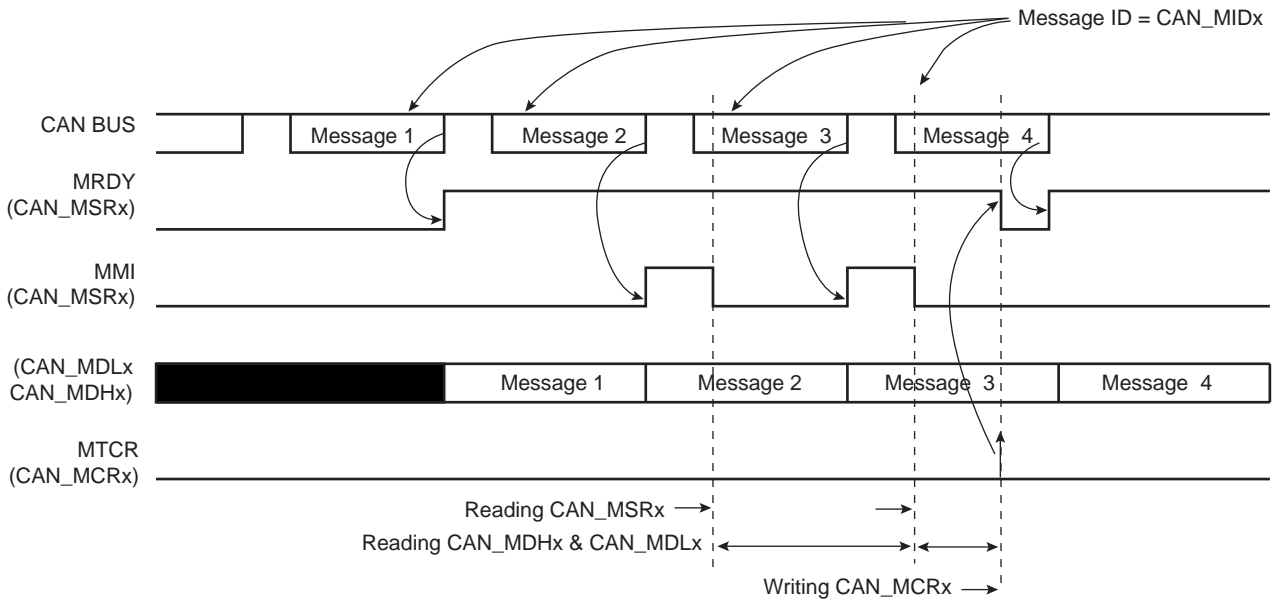 Message ID = CAN_MIDx
CAN BUS
Message 1
Message 2
Message 3
Message 4
MRDY
(CAN_MSRx)
MMI
(CAN_MSRx)
(CAN_MDLx
CAN_MDHx)
Message 1
Message 2
Message 3
Message 4
MTCR
(CAN_MCRx)
Reading CAN_MSRx
Reading CAN_MDHx & CAN_MDLx
Writing CAN_MCRx